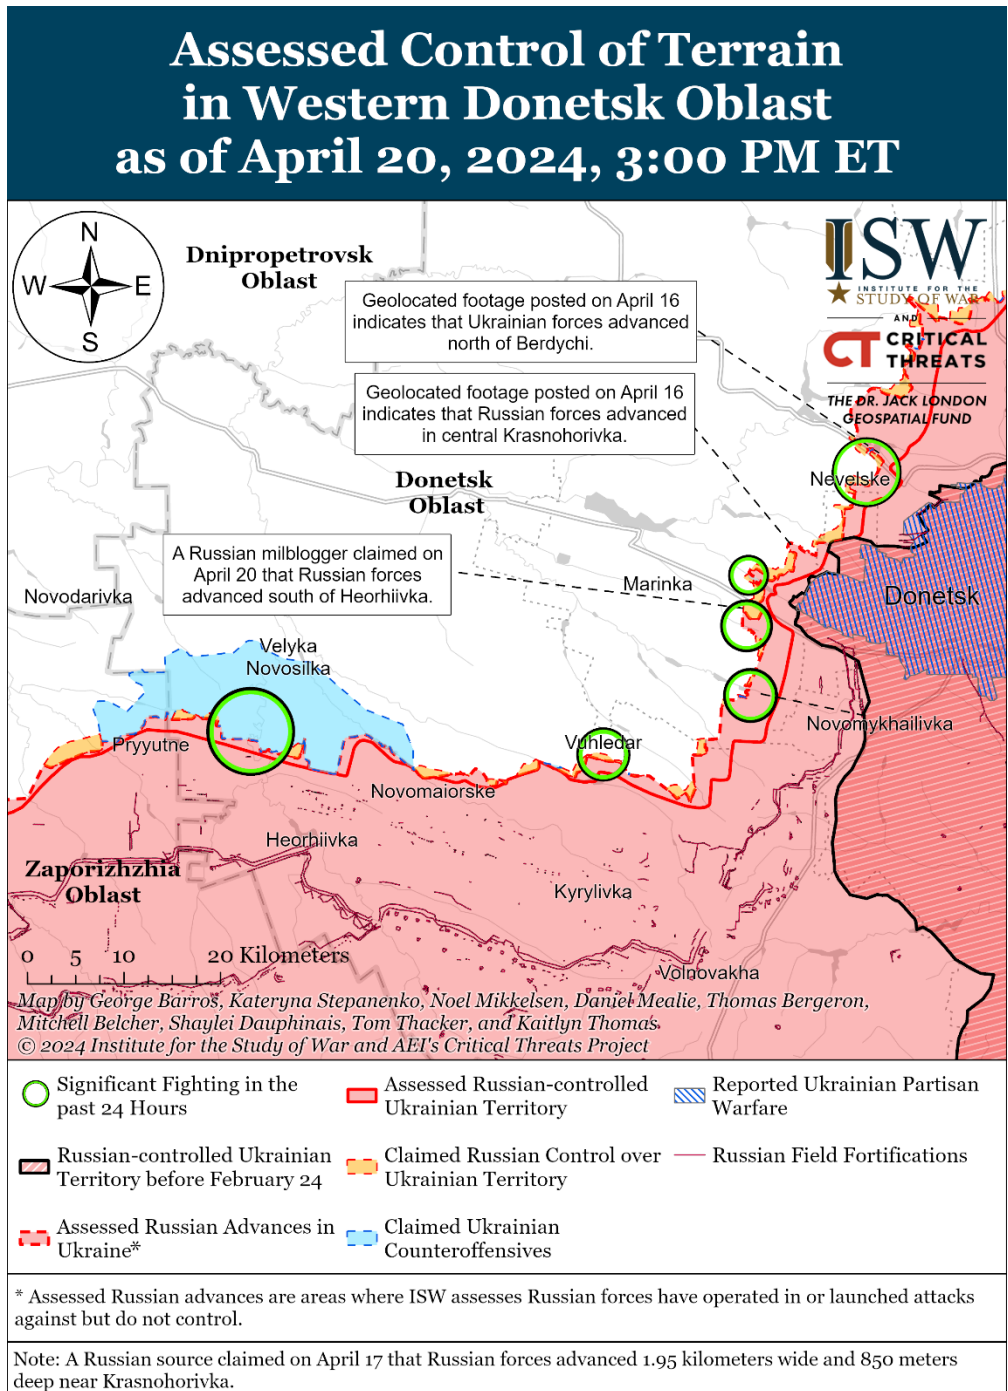 Assessed Control of Terrain
in Western Donetsk Oblast
as of April 20, 2024, 3:00 PM ET
N
W
E
S
Dnipropetrovsk
Oblast
ISW
INSTITUTE FOR THE
STUDY OF WAR
AND
CT CRITICAL
THREATS
THE DR. JACK LONDON
GEOSPATIAL FUND
Geolocated footage posted on April 16
indicates that Ukrainian forces advanced
north of Berdychi.
Geolocated footage posted on April 16
indicates that Russian forces advanced
in central Krasnohorivka.
Donetsk
Oblast
Nevelske
A Russian milblogger claimed on
April 20 that Russian forces
advanced south of Heorhiivka.
Marinka
Donetsk
Novodarivka
Velyka
Novosilka
Novomykhailivka
Pryyutne
Vuhledar
Novomaiorske
Heorhiivka
Zaporizhzhia
Oblast
Kyrylivka
Volnovakha
0 5 10 20 Kilometers
Map by George Barros, Kateryna Stepanenko, Noel Mikkelsen, Daniel Mealie, Thomas Bergeron,
Mitchell Belcher, Shaylei Dauphinais, Tom Thacker, and Kaitlyn Thomas
© 2024 Institute for the Study of War and AEI's Critical Threats Project
Significant Fighting in the
past 24 Hours
Assessed Russian-controlled
Ukrainian Territory
Reported Ukrainian Partisan
Warfare
Russian-controlled Ukrainian
Territory before February 24
Claimed Russian Control over
Ukrainian Territory
Russian Field Fortifications
Assessed Russian Advances in
Ukraine*
Claimed Ukrainian
Counteroffensives
* Assessed Russian advances are areas where ISW assesses Russian forces have operated in or launched attacks
against but do not control.
Note: A Russian source claimed on April 17 that Russian forces advanced 1.95 kilometers wide and 850 meters
deep near Krasnohorivka.